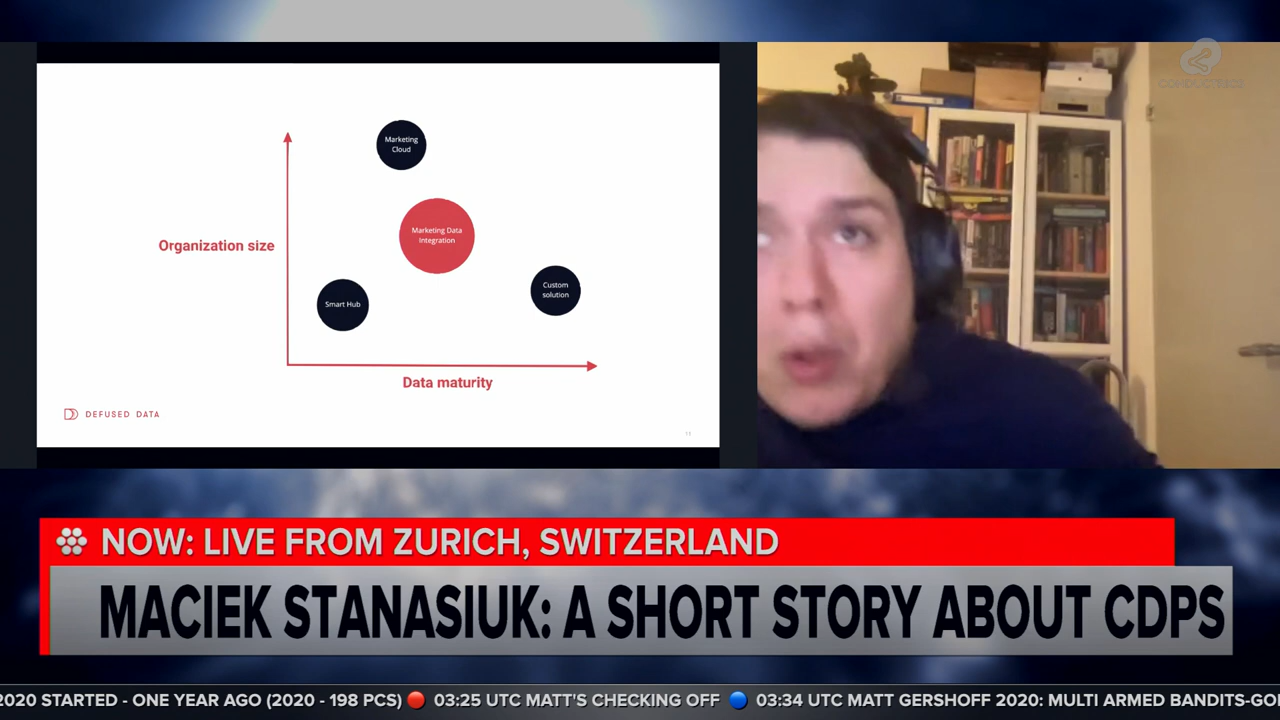 CONDUCTRICS
Marketing
Cloud
Marketing Data
Integration
Organization size
Custom
solution
Smart Hub
Data maturity
DEFUSED DATA
NOW: LIVE FROM ZURICH, SWITZERLAND
MACIEK STANASIUK: A SHORT STORY ABOUT CDPS
2020 STARTED - ONE YEAR AGO (2020 - 198 PCS) 🔴 03:25 UTC MATT'S CHECKING OFF 🔵 03:34 UTC MATT GERSHOFF 2020: MULTI ARMED BANDITS-GO